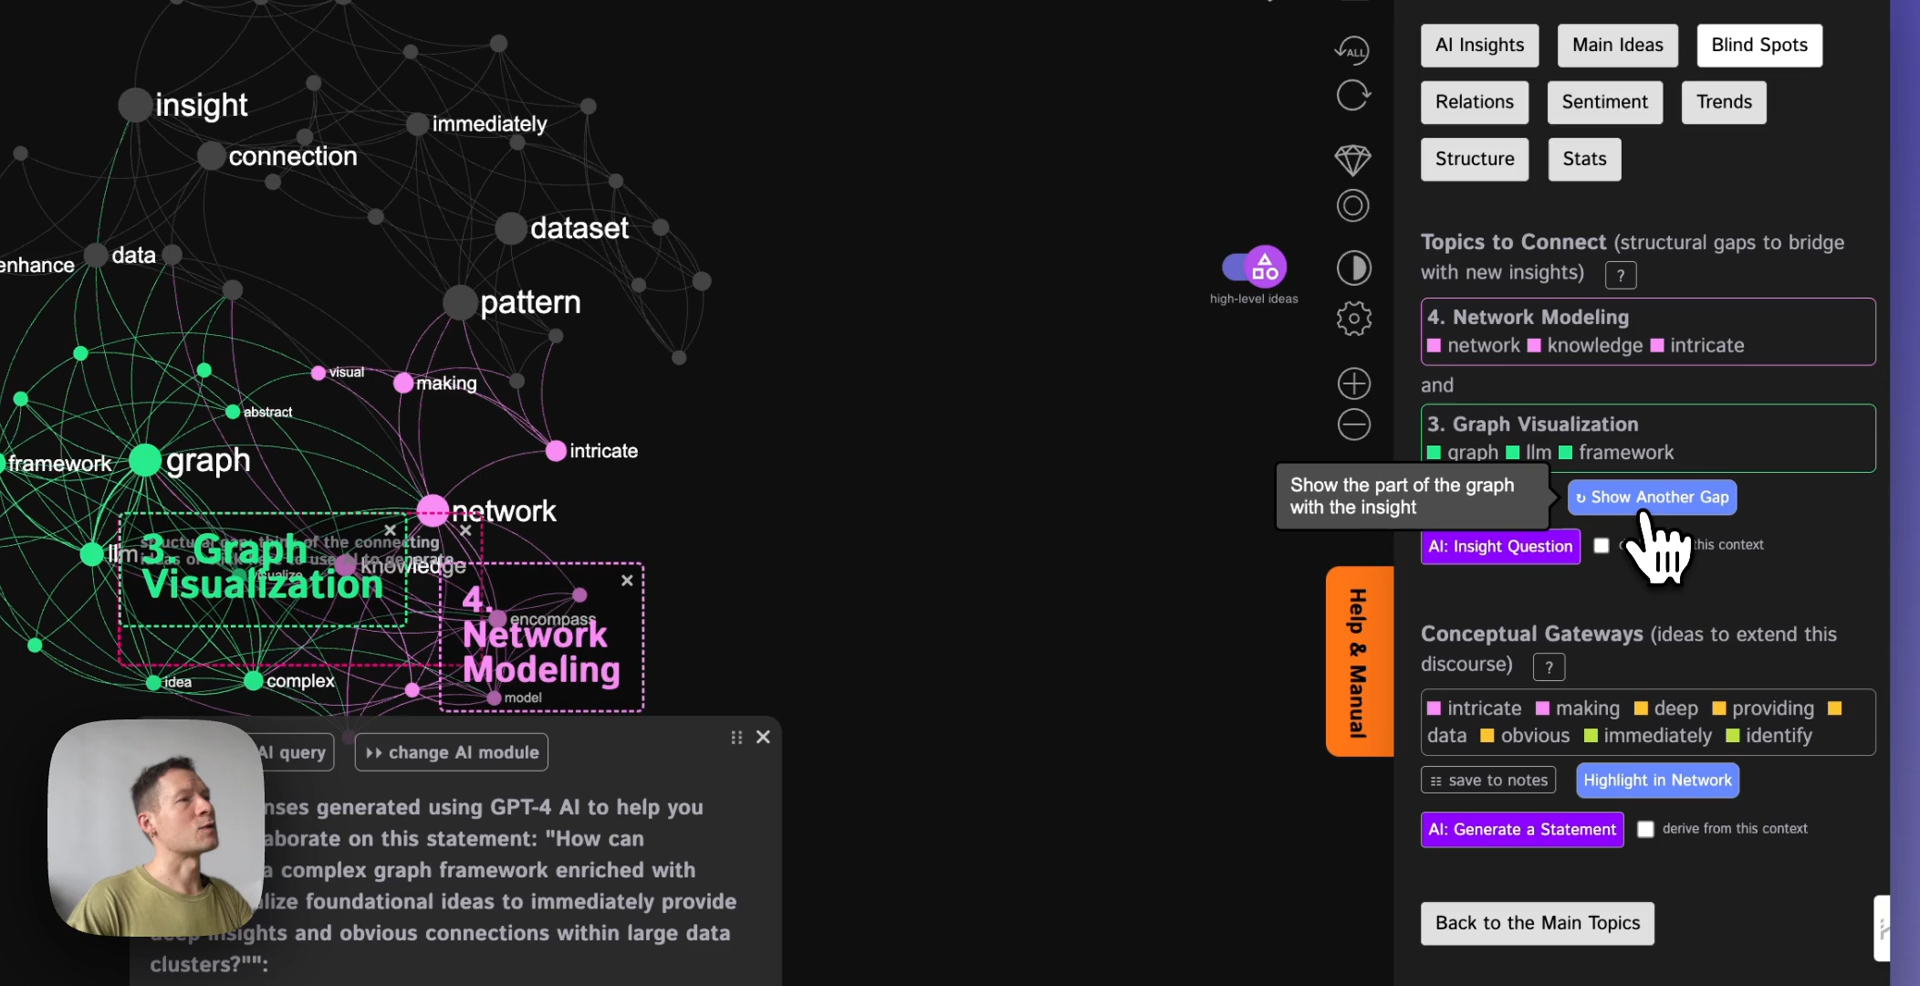 insight
connection
immediately
dataset
data
enhance
pattern
visual
making
abstract
graph
framework
intricate
network
llm
knowledge
visualize
3. Graph
Visualization
encompass
4.
Network
Modeling
model
idea
complex
AI query
change AI module
nses generated using GPT-4 AI to help you
aborate on this statement: "How can
a complex graph framework enriched with
alize foundational ideas to immediately provide
deep insights and obvious connections within large data
clusters?"":
ALL
high-level ideas
Help & Manual
AI Insights
Main Ideas
Blind Spots
Relations
Sentiment
Trends
Structure
Stats
Topics to Connect (structural gaps to bridge
with new insights) ?
4. Network Modeling
network knowledge intricate
and
3. Graph Visualization
graph llm framework
Show the part of the graph
with the insight
Show Another Gap
AI: Insight Question
this context
Conceptual Gateways (ideas to extend this
discourse) ?
intricate making deep providing
data obvious immediately identify
save to notes
Highlight in Network
AI: Generate a Statement
derive from this context
Back to the Main Topics